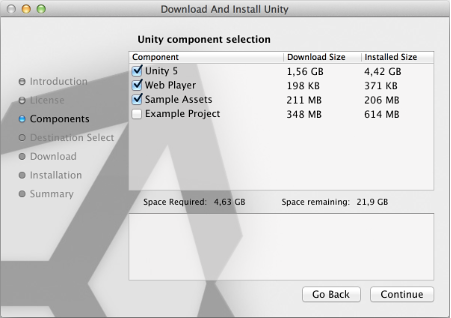 Download And Install Unity
Unity component selection
Component Download Size Installed Size
Unity 5 1,56 GB 4,42 GB
Web Player 198 KB 371 KB
Sample Assets 211 MB 206 MB
Example Project 348 MB 614 MB
Introduction
License
Components
Destination Select
Download
Installation
Summary
Space Required: 4,63 GB Space remaining: 21,9 GB
Go Back Continue